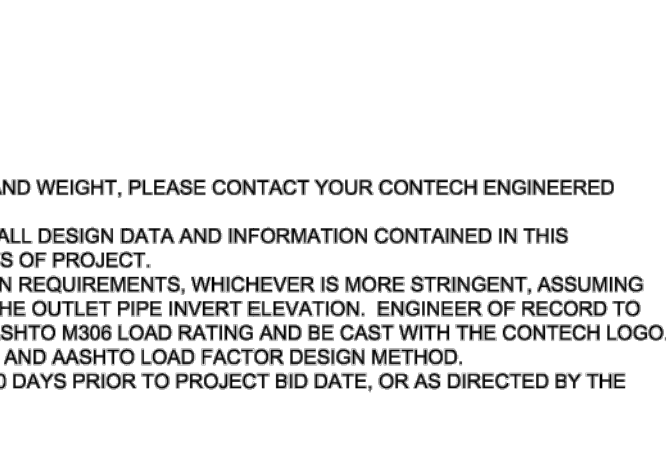 AND WEIGHT, PLEASE CONTACT YOUR CONTECH ENGINEERED
ALL DESIGN DATA AND INFORMATION CONTAINED IN THIS
OF PROJECT.
REQUIREMENTS, WHICHEVER IS MORE STRINGENT, ASSUMING
HE OUTLET PIPE INVERT ELEVATION. ENGINEER OF RECORD TO
ASHTO M306 LOAD RATING AND BE CAST WITH THE CONTECH LOGO.
AND AASHTO LOAD FACTOR DESIGN METHOD.
0 DAYS PRIOR TO PROJECT BID DATE, OR AS DIRECTED BY THE